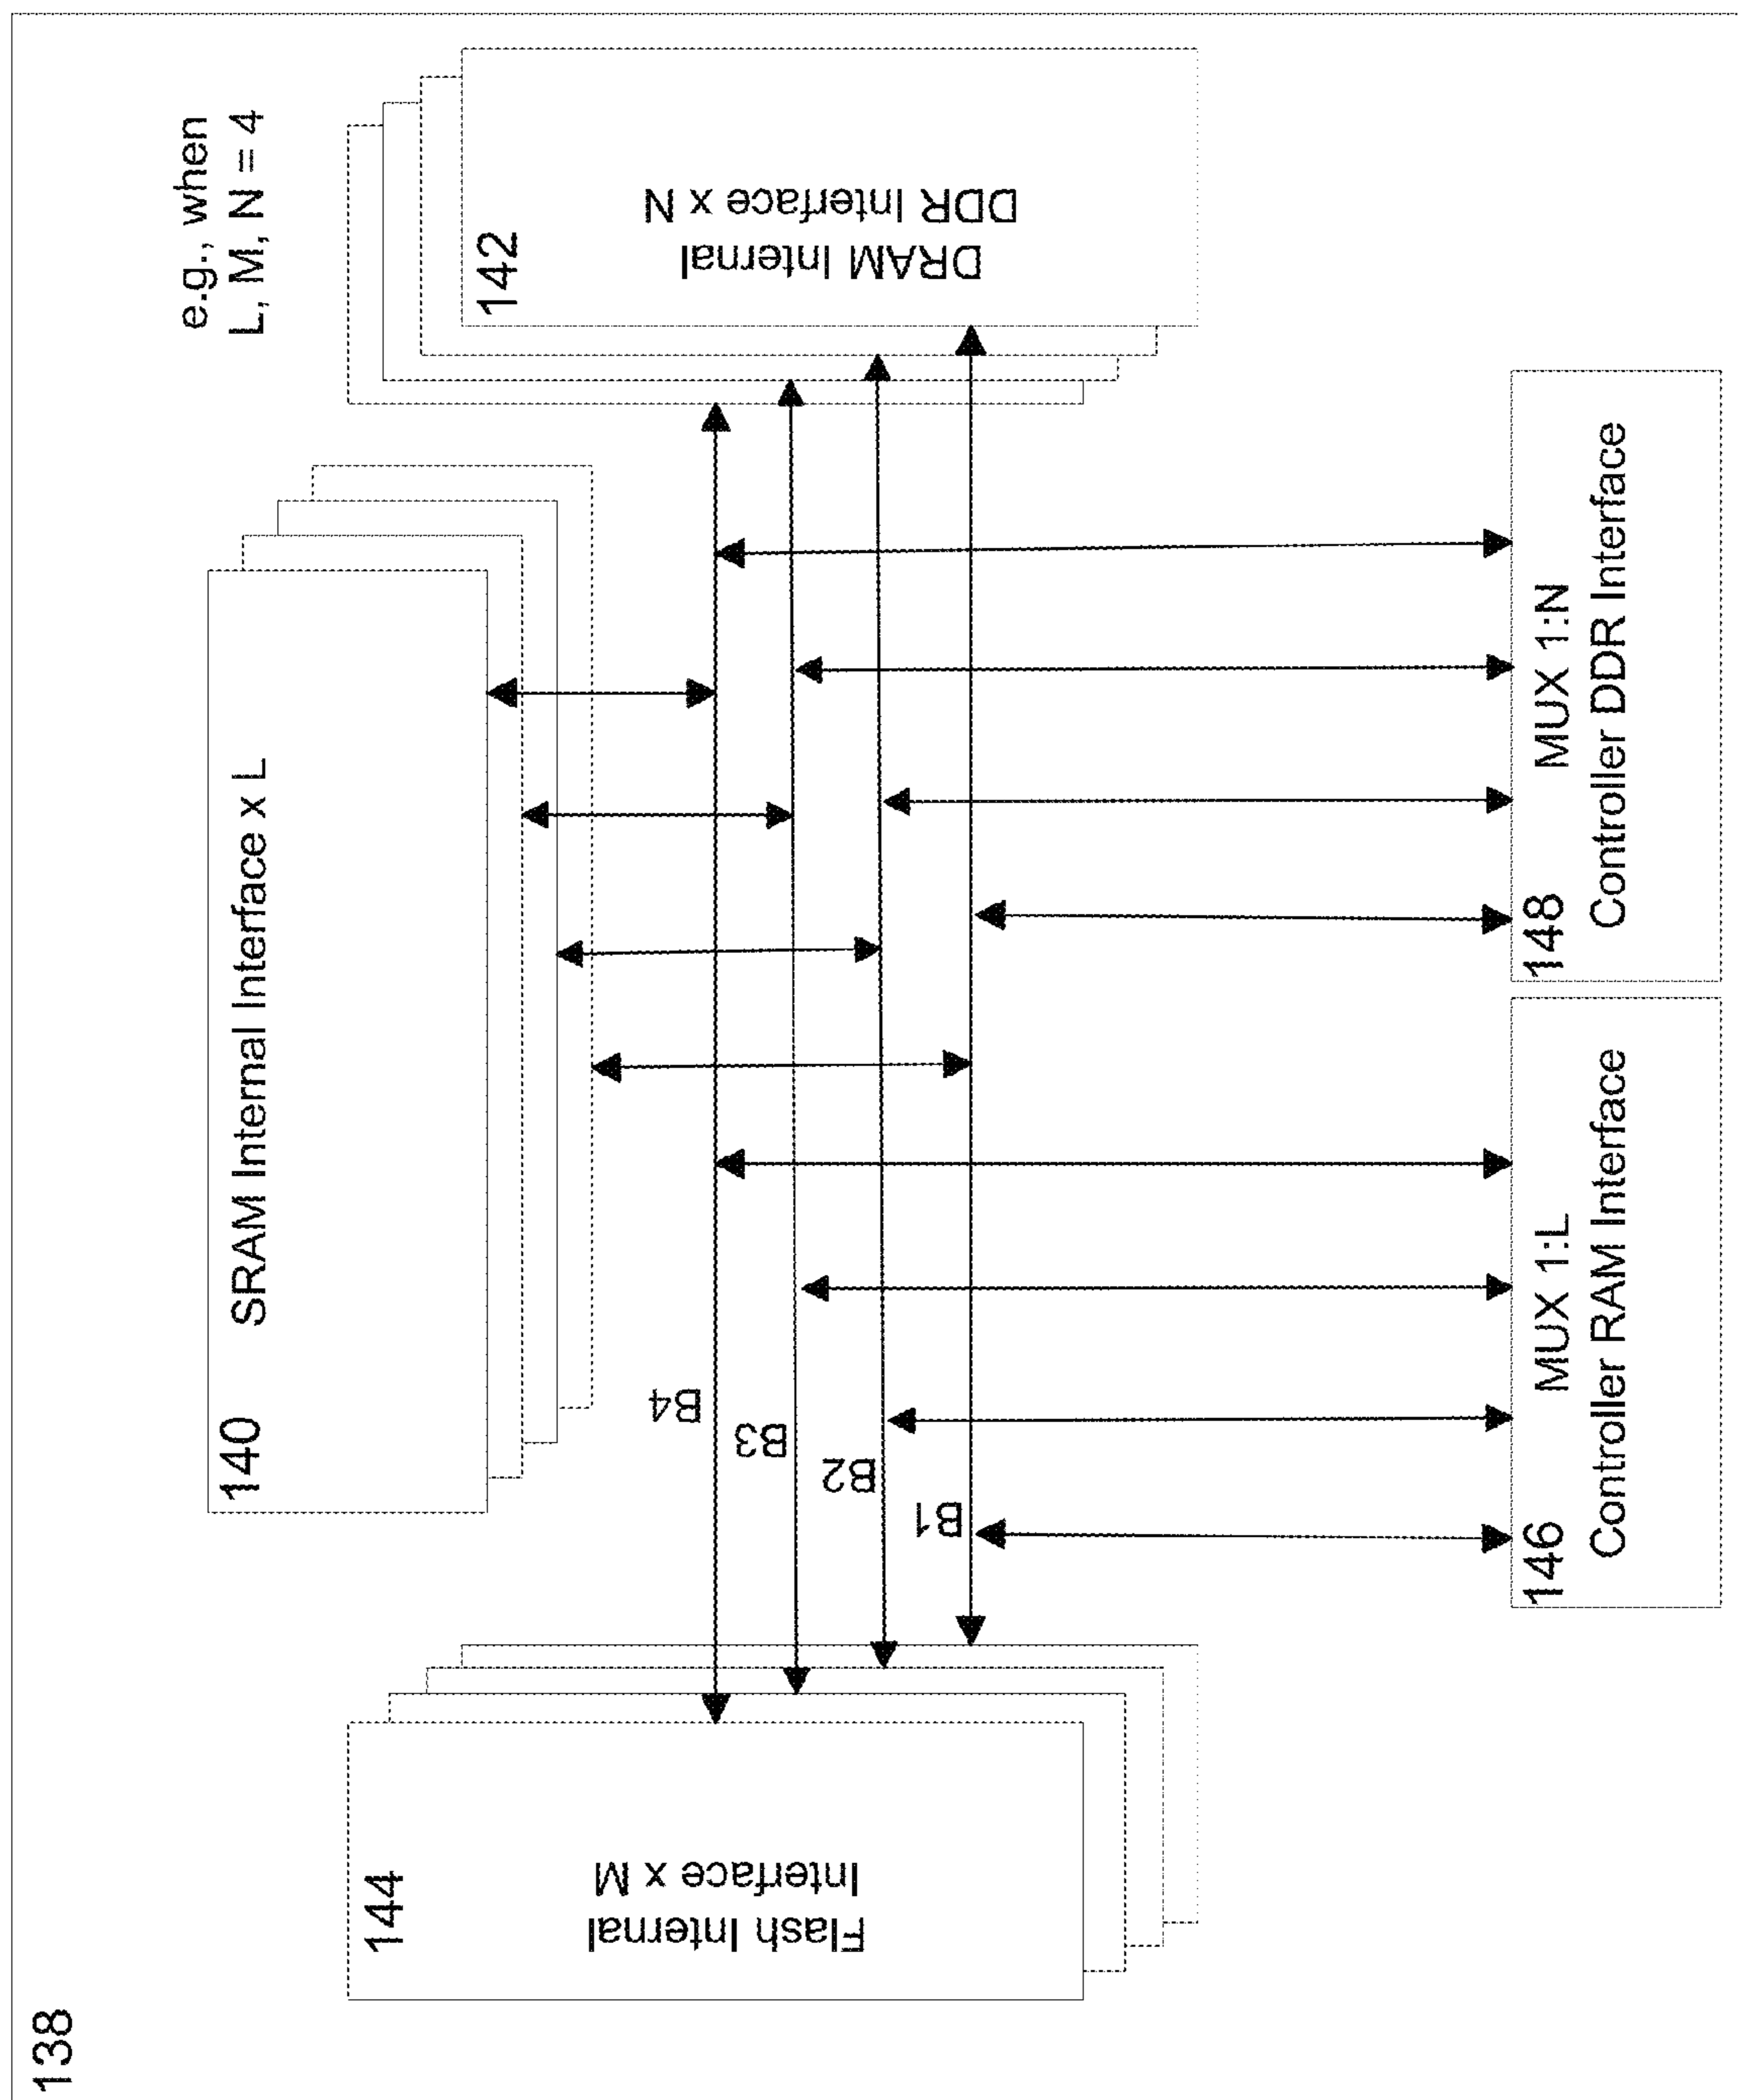 138
e.g., when
L, M, N = 4
140 SRAM Internal Interface x L
144
Flash Internal
Interface x M
142
DRAM Internal
DDR Interface x N
B4
B3
B2
B1
146 MUX 1:L
Controller RAM Interface
148 MUX 1:N
Controller DDR Interface